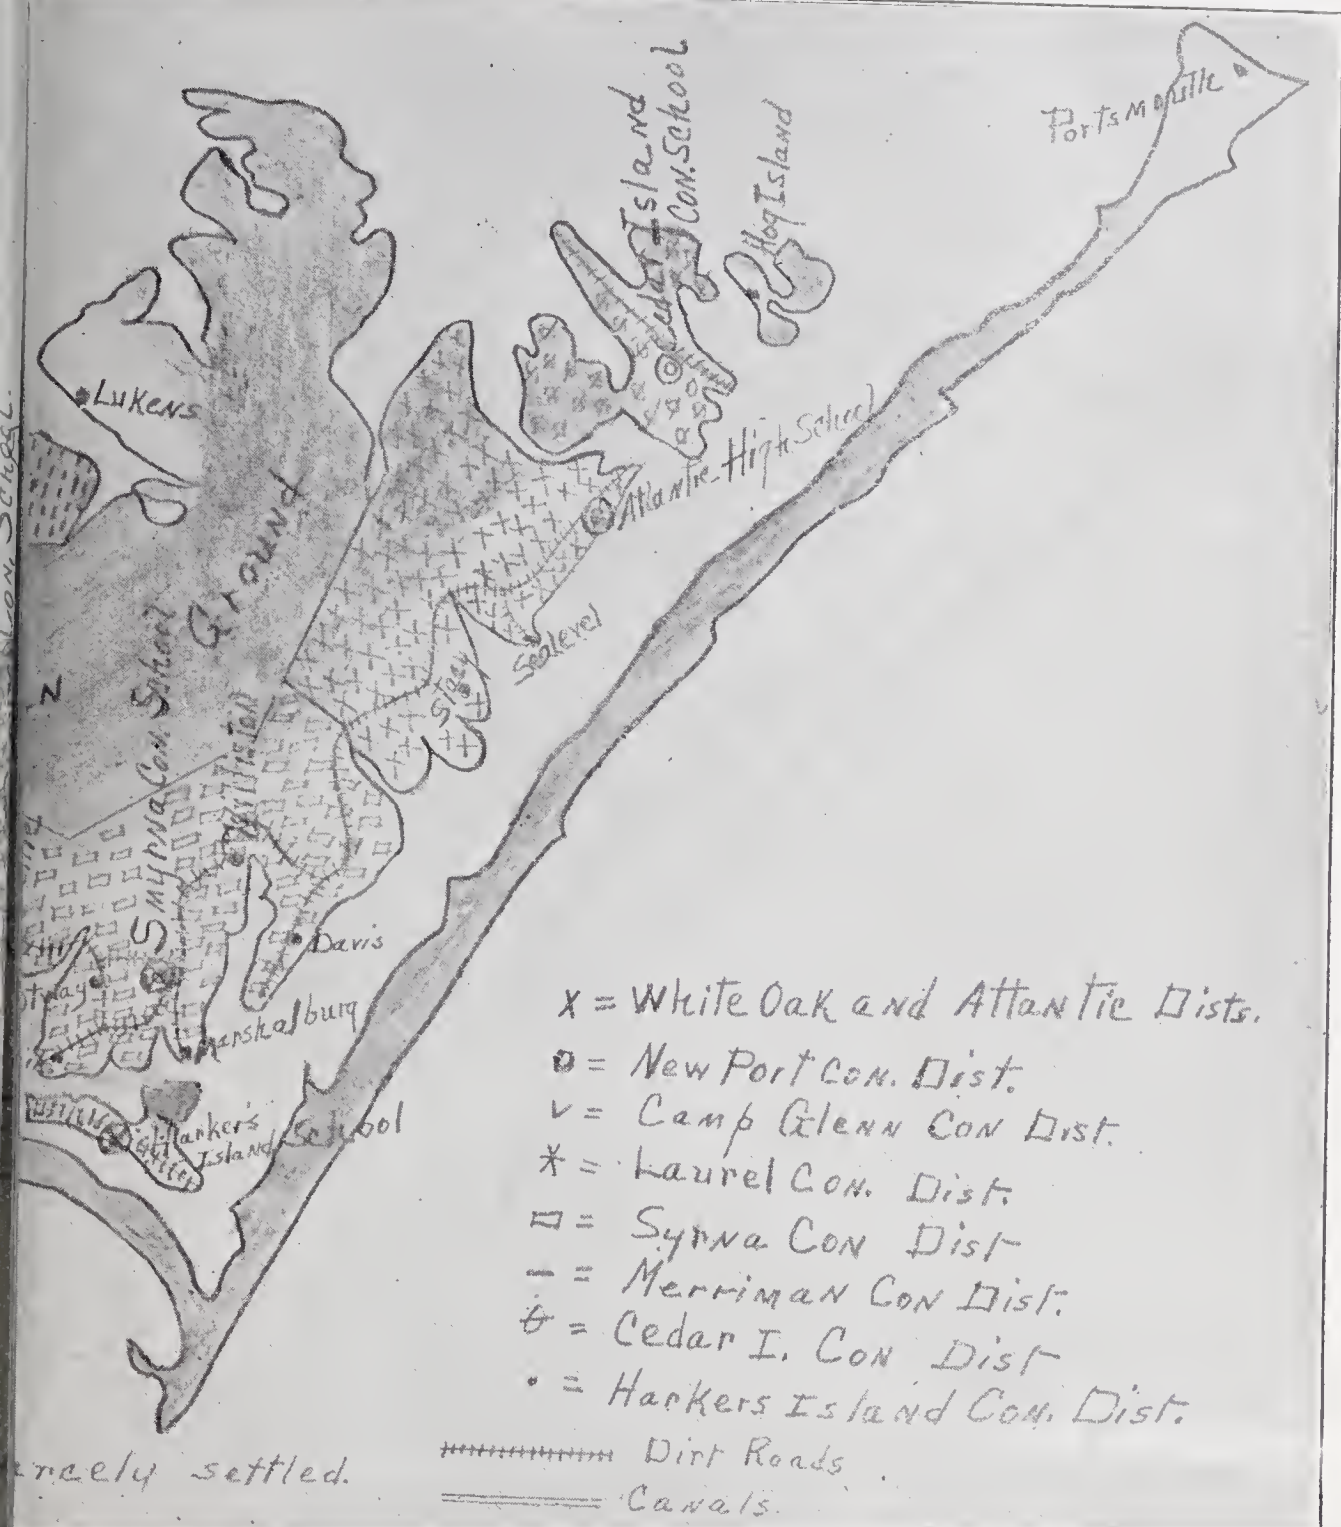 Portsmouth
Cedar Island
Con. School
Hog Island
Lukens
Atlantic High School
Ground
Sealevel
Stacy
N
Smyrna Con. School
Williston
Davis
Marshalburg
Harker's
Island School
X = White Oak and Atlantic Dists.
o = New Port Con. Dist.
v = Camp Glenn Con Dist.
* = Laurel Con. Dist.
▭ = Syrna Con Dist
– = Merriman Con Dist.
= Cedar I. Con Dist
• = Harkers Island Con. Dist.
Dirt Roads
Canals.
settled.